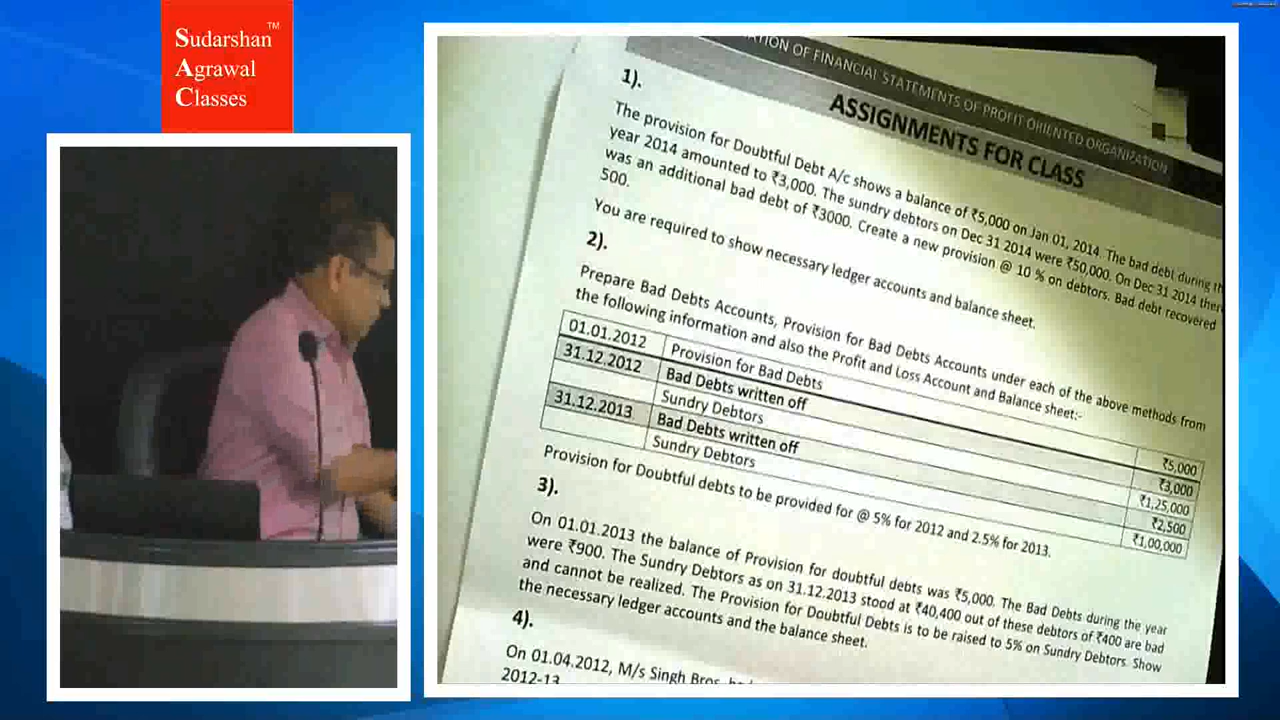 Sudarshan™
Agrawal
Classes
ATION OF FINANCIAL STATEMENTS OF PROFIT ORIENTED ORGANIZATION
ASSIGNMENTS FOR CLASS
1).
The provision for Doubtful Debt A/c shows a balance of ₹5,000 on Jan 01, 2014. The bad debt during th
year 2014 amounted to ₹3,000. The sundry debtors on Dec 31 2014 were ₹50,000. On Dec 31 2014 ther
was an additional bad debt of ₹3000. Create a new provision @ 10 % on debtors. Bad debt recovered
500.
You are required to show necessary ledger accounts and balance sheet.
2).
Prepare Bad Debts Accounts, Provision for Bad Debts Accounts under each of the above methods from
the following information and also the Profit and Loss Account and Balance sheet:-
01.01.2012 Provision for Bad Debts ₹5,000
31.12.2012 Bad Debts written off ₹3,000
Sundry Debtors ₹1,25,000
31.12.2013 Bad Debts written off ₹2,500
Sundry Debtors ₹1,00,000
Provision for Doubtful debts to be provided for @ 5% for 2012 and 2.5% for 2013.
3).
On 01.01.2013 the balance of Provision for doubtful debts was ₹5,000. The Bad Debts during the year
were ₹900. The Sundry Debtors as on 31.12.2013 stood at ₹40,400 out of these debtors of ₹400 are bad
and cannot be realized. The Provision for Doubtful Debts is to be raised to 5% on Sundry Debtors. Show
the necessary ledger accounts and the balance sheet.
4).
On 01.04.2012, M/s Singh Bros.
2012-13